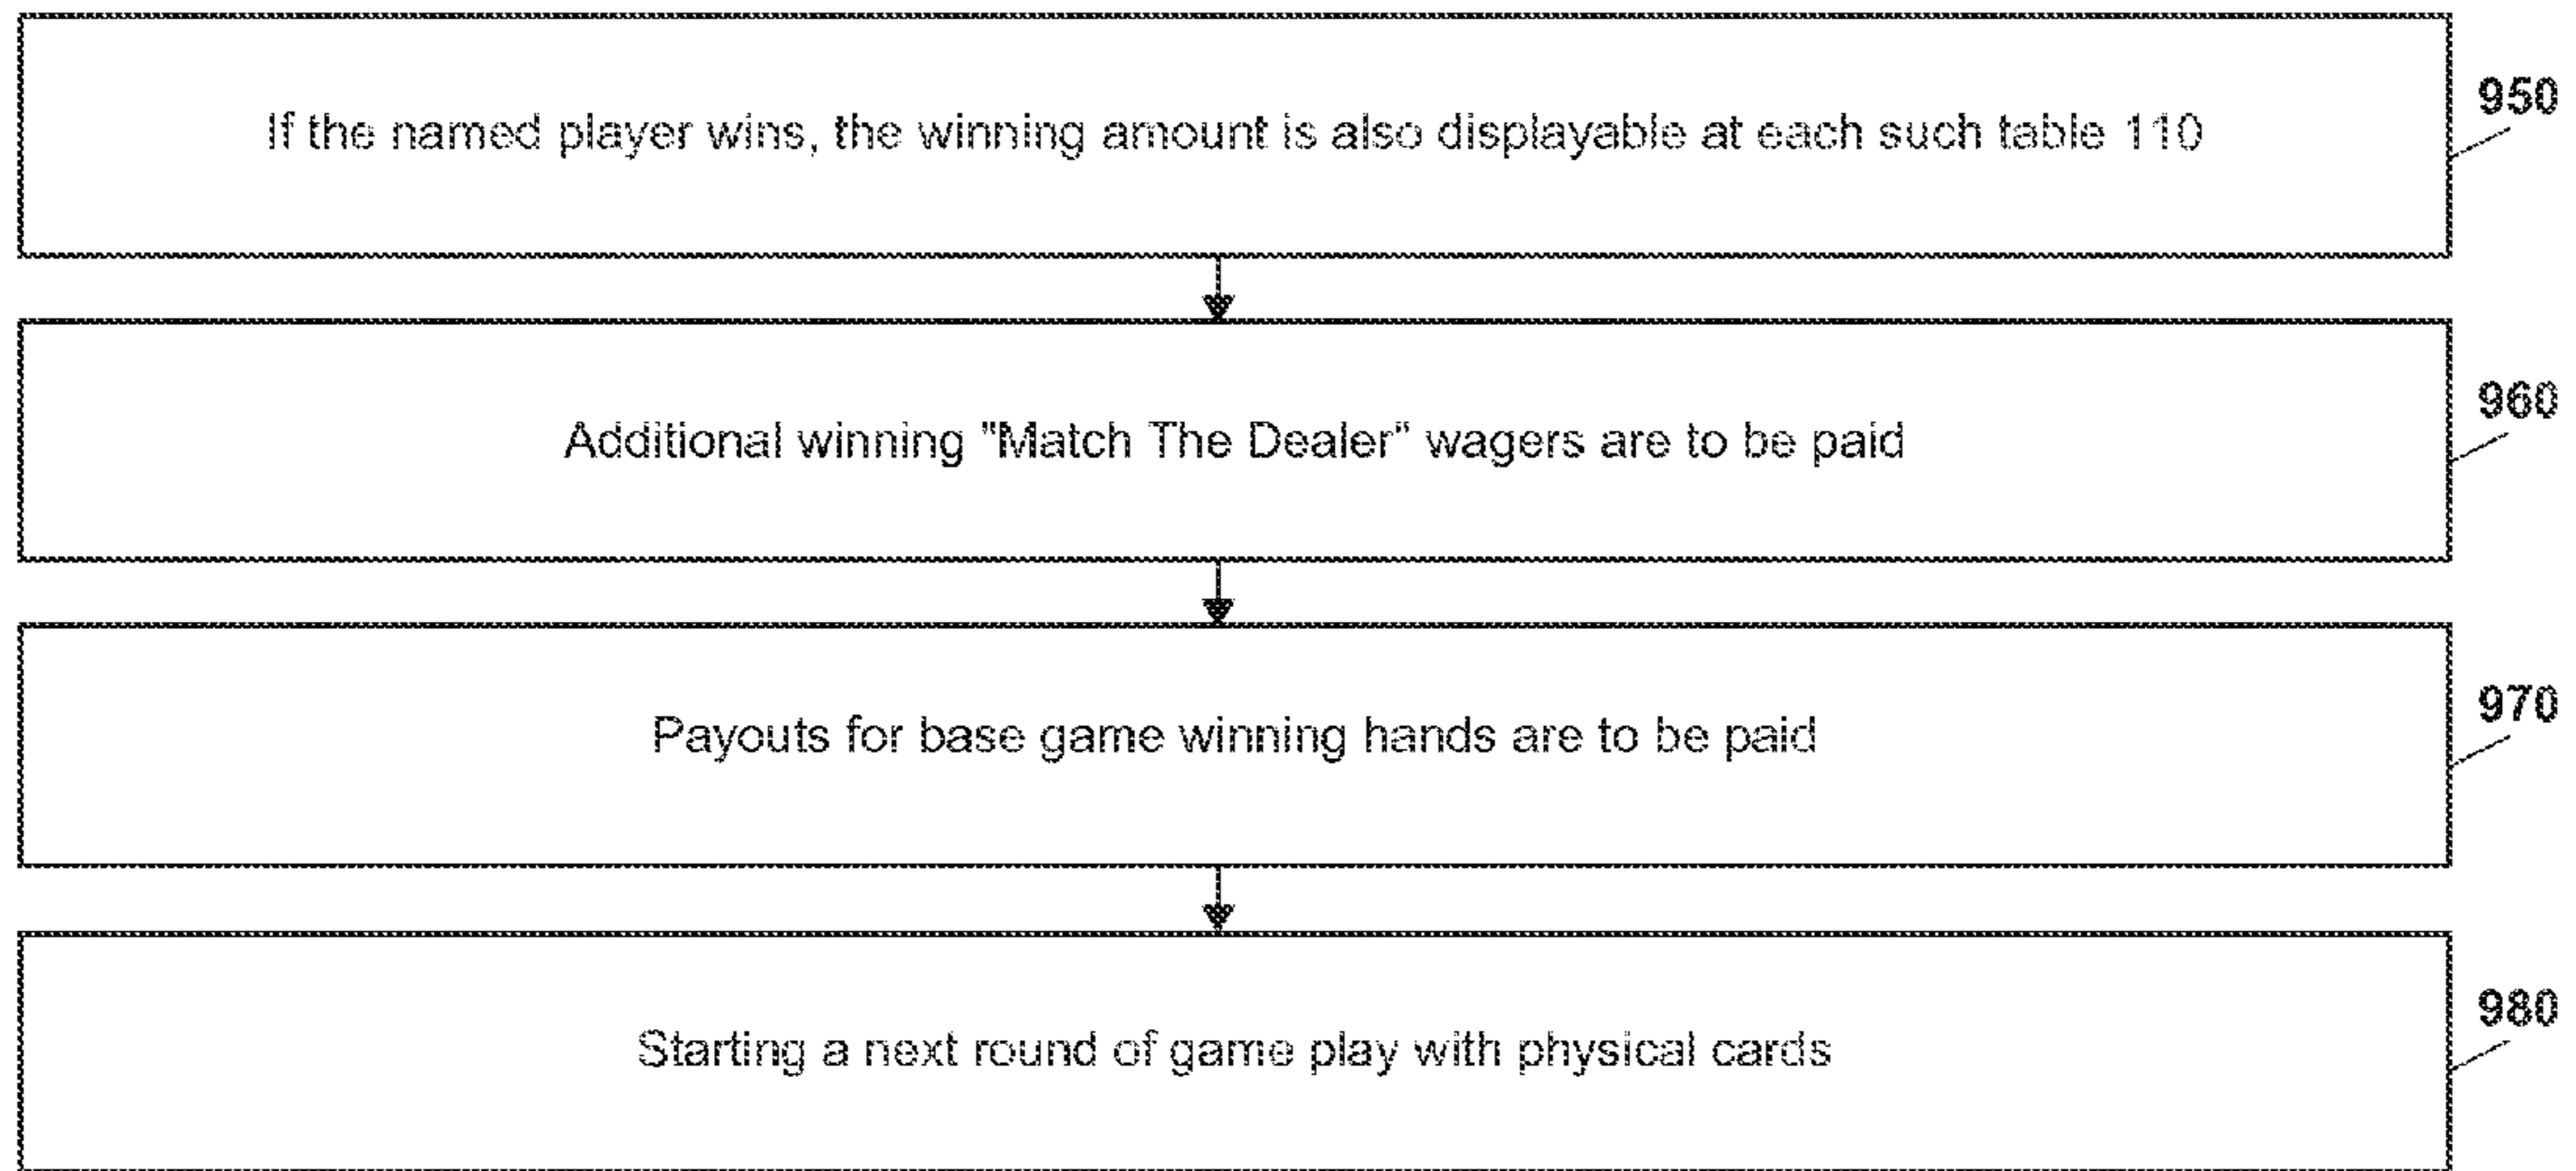 If the named player wins, the winning amount is also displayable at each such table 110
950
Additional winning "Match The Dealer" wagers are to be paid
960
Payouts for base game winning hands are to be paid
970
Starting a next round of game play with physical cards
980